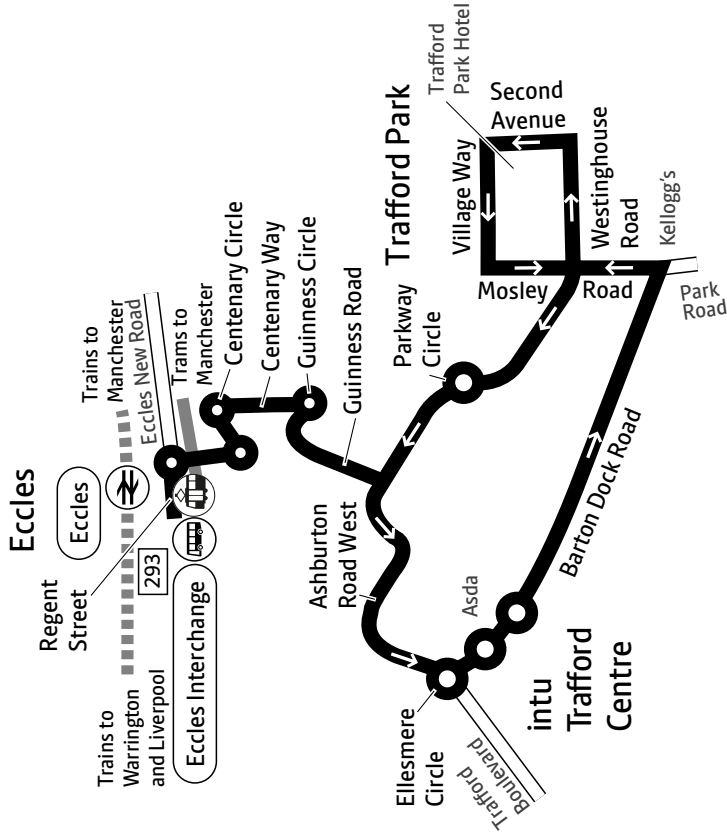 Eccles
Eccles
Trains to
Manchester
Eccles New Road
Trams to
Manchester
Regent
Street
293
Trains to
Warrington
and Liverpool
Eccles Interchange
Centenary Circle
Centenary Way
Guinness Circle
Guinness Road
Parkway
Circle
Trafford Park
Trafford
Park Hotel
Second
Avenue
Village Way
Westinghouse
Road
Mosley
Road
Kellogg's
Park
Road
Ashburton
Road West
Asda
Barton Dock Road
Ellesmere
Circle
intu
Trafford
Centre
Trafford
Boulevard